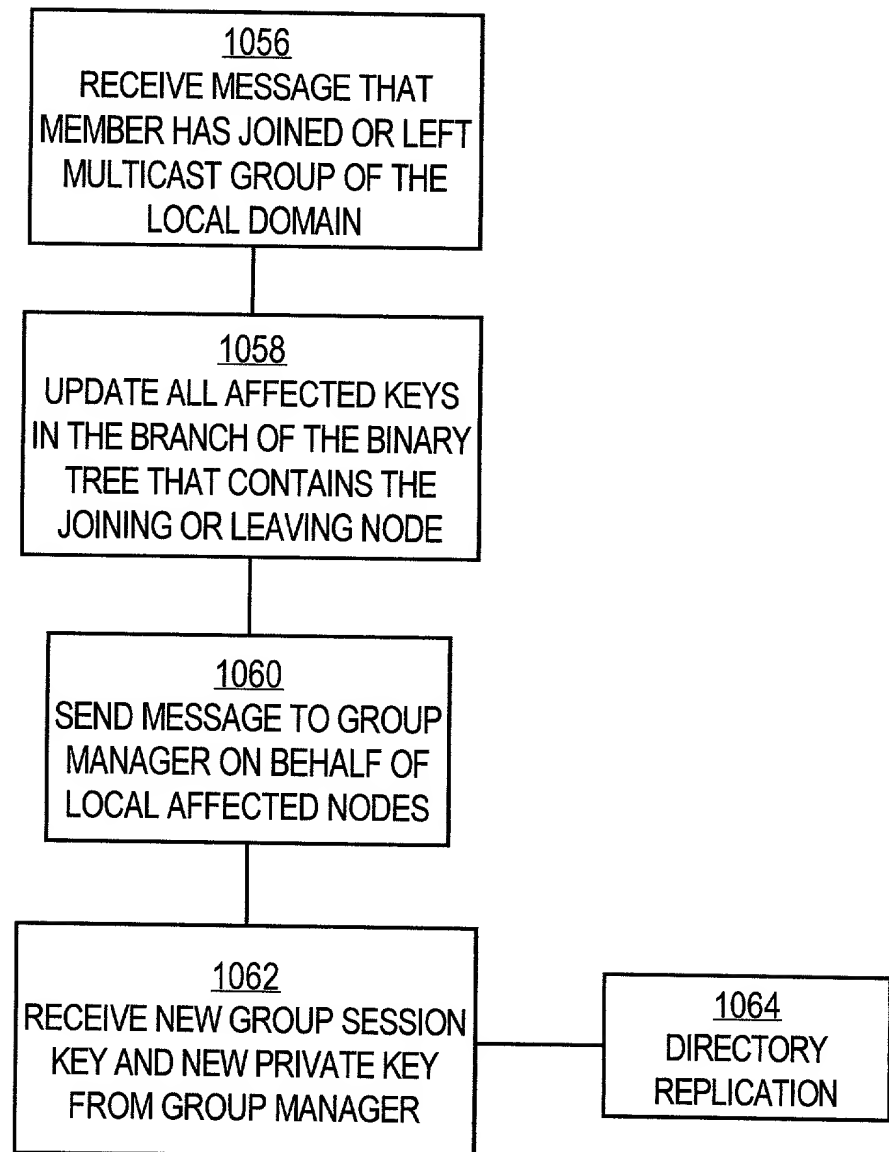 1056
RECEIVE MESSAGE THAT
MEMBER HAS JOINED OR LEFT
MULTICAST GROUP OF THE
LOCAL DOMAIN
1058
UPDATE ALL AFFECTED KEYS
IN THE BRANCH OF THE BINARY
TREE THAT CONTAINS THE
JOINING OR LEAVING NODE
1060
SEND MESSAGE TO GROUP
MANAGER ON BEHALF OF
LOCAL AFFECTED NODES
1062
RECEIVE NEW GROUP SESSION
KEY AND NEW PRIVATE KEY
FROM GROUP MANAGER
1064
DIRECTORY
REPLICATION